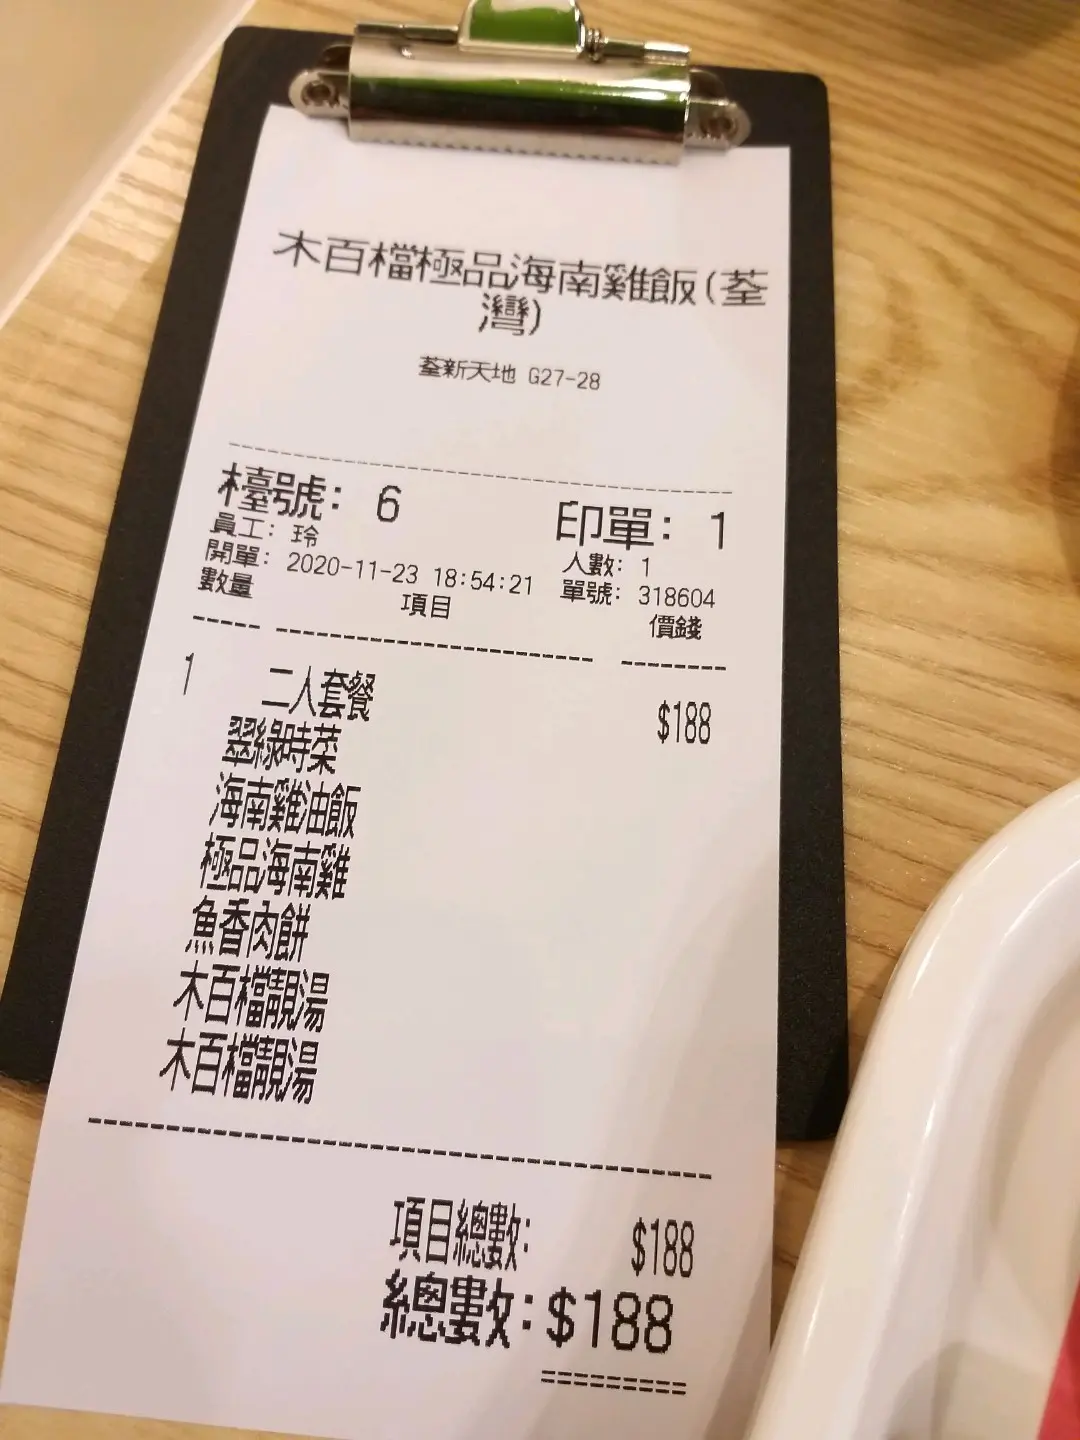 木百檔極品海南雞飯(荃
灣)
荃新天地 G27-28
檯號: 6 印單: 1
員工: 玲 人數: 1
開單: 2020-11-23 18:54:21 單號: 318604
數量 項目 價錢
1 二人套餐 $188
翠綠時菜
海南雞油飯
極品海南雞
魚香肉餅
木百檔靚湯
木百檔靚湯
項目總數: $188
總數: $188